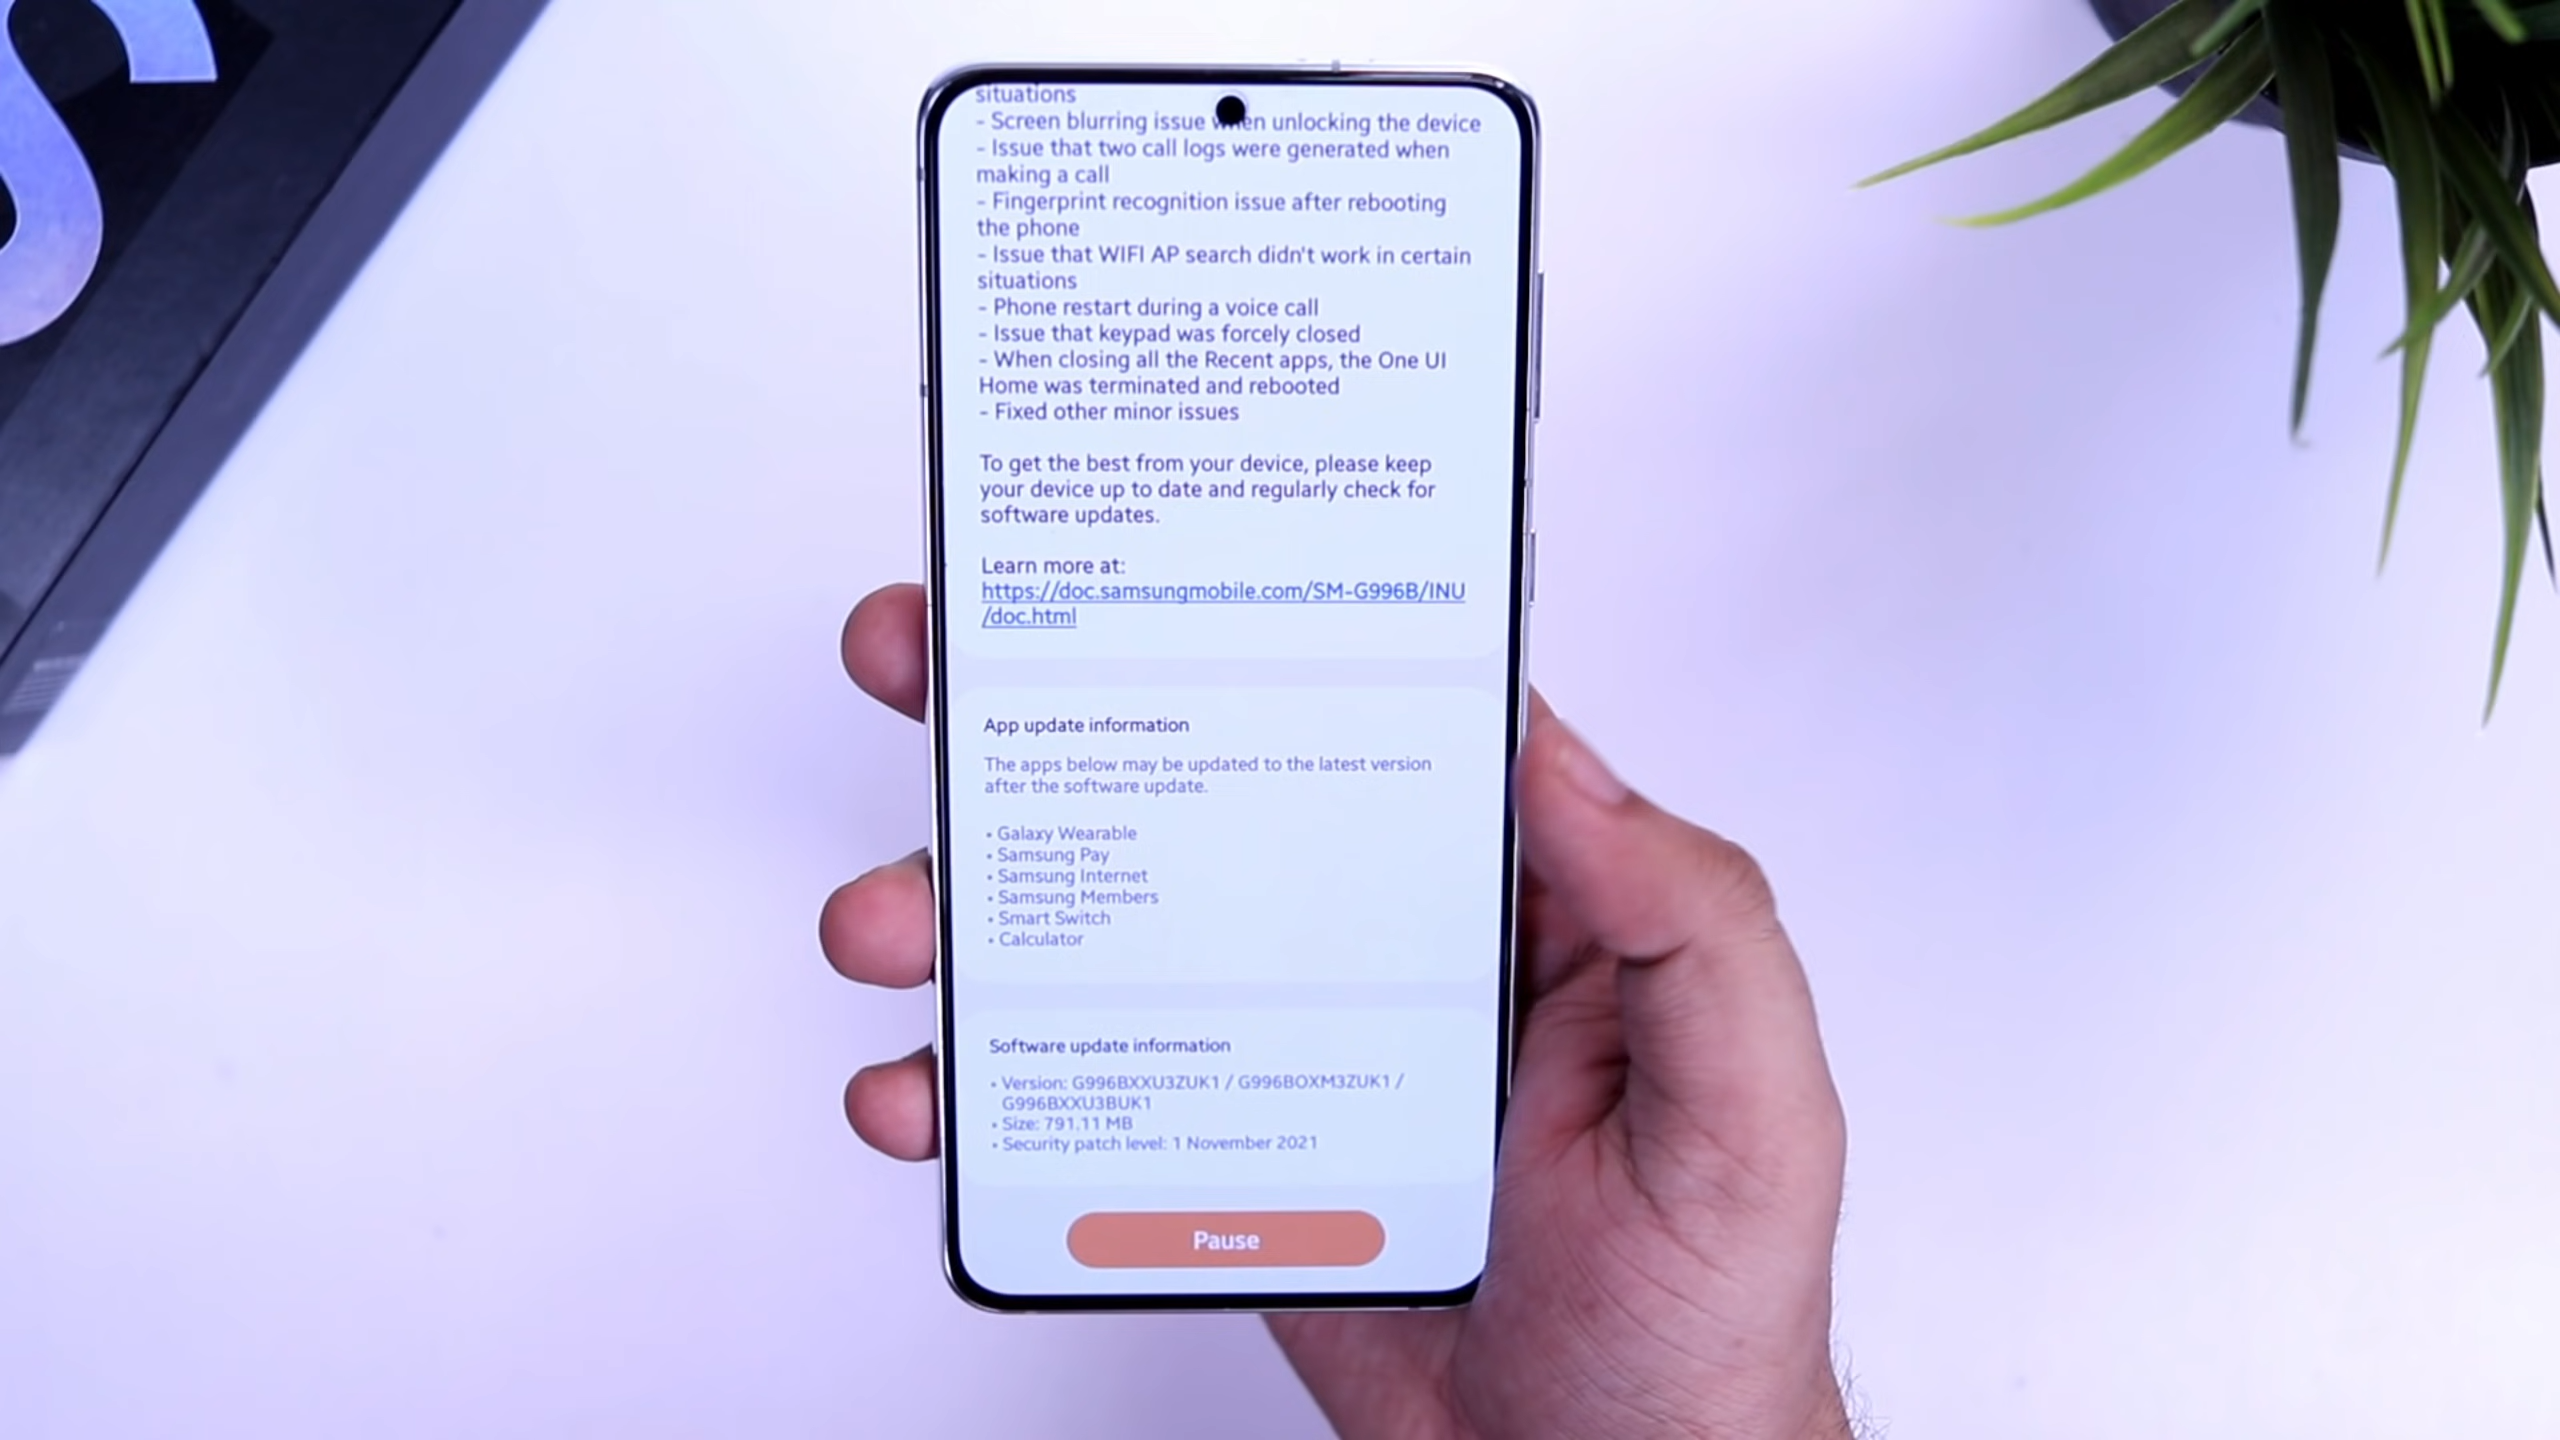 situations
- Screen blurring issue when unlocking the device
- Issue that two call logs were generated when
making a call
- Fingerprint recognition issue after rebooting
the phone
- Issue that WIFI AP search didn't work in certain
situations
- Phone restart during a voice call
- Issue that keypad was forcely closed
- When closing all the Recent apps, the One UI
Home was terminated and rebooted
- Fixed other minor issues
To get the best from your device, please keep
your device up to date and regularly check for
software updates.
Learn more at:
https://doc.samsungmobile.com/SM-G996B/INU
/doc.html
App update information
The apps below may be updated to the latest version
after the software update.
• Galaxy Wearable
• Samsung Pay
• Samsung Internet
• Samsung Members
• Smart Switch
• Calculator
Software update information
• Version: G996BXXU3ZUK1 / G996BOXM3ZUK1 /
G996BXXU3BUK1
• Size: 791.11 MB
• Security patch level: 1 November 2021
Pause
S